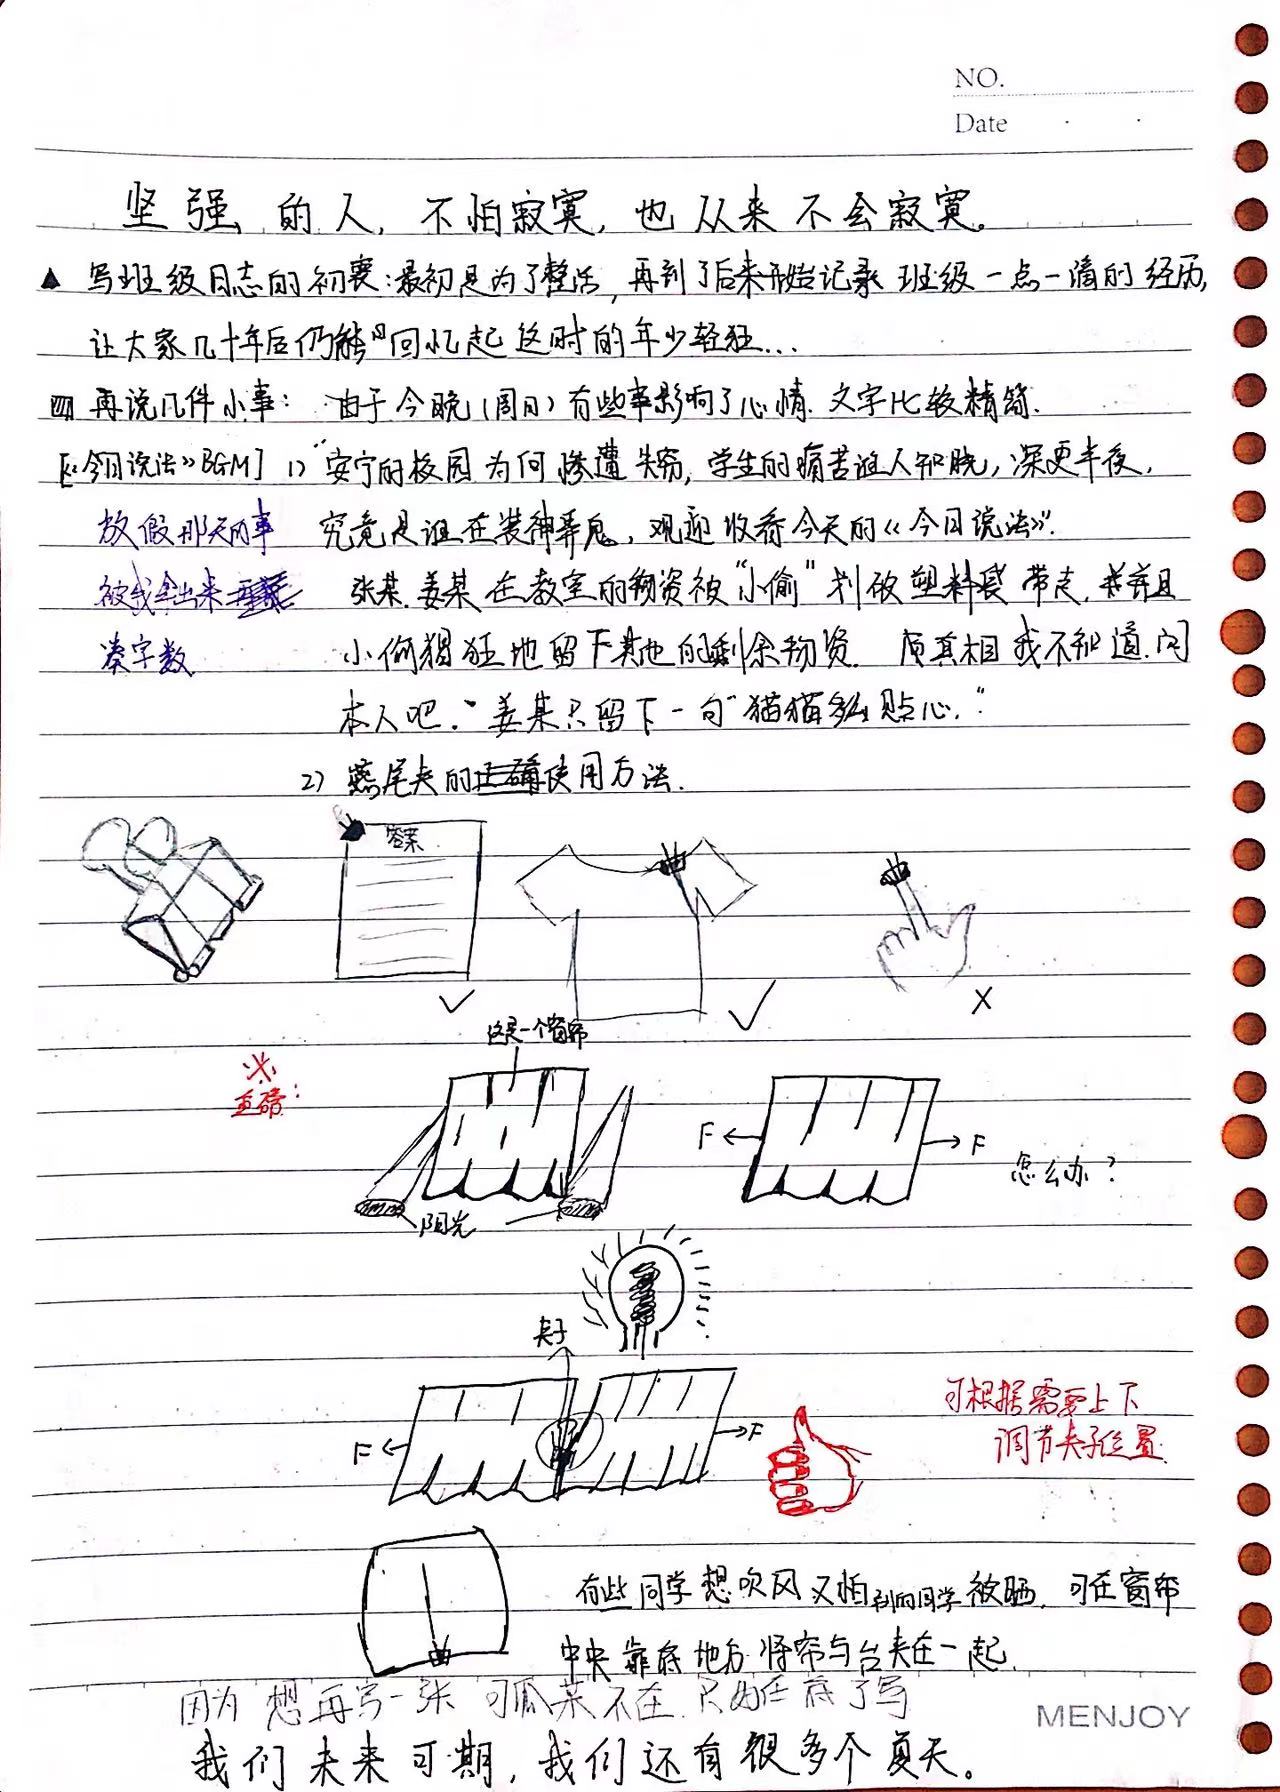 NO.
Date
坚强的人，不怕寂寞，也从来不会寂寞。
▲ 写班级日志的初衷：最初是为了整活，再到了后来开始记录 班级一点一滴的经历，
让大家几十年后仍能回忆起这时的年少轻狂...
再说几件小事： 由于今晚（周日）有些事影响了心情. 文字比较精简.
[《今日说法》BGM] 1) "安宁的校园为何惨遭失窃，学生的痛苦谁人知晓，深更半夜，
放假那天的事 究竟是谁在装神弄鬼，观迎收看今天的《今日说法》".
被我拿出来 张某.姜某在教室的物资被"小偷"划破塑料袋带走，并且
凑字数 小偷猖狂地留下其他的剩余物资. 真相我不知道.问
本人吧." 姜某只留下一句"猫猫多么贴心."
2) 燕尾夹的正确使用方法.
答案
✓ ✓ X
这是一个窗帘
※
重磅：
F F 怎么办？
阳光
夹子
F F
可根据需要上下
调节夹子位置
有些同学想吹风又怕别的同学被晒. 可在窗帘
中央靠底地方.将帘与台夹在一起.
因为想再写一张 可瓜菜不在.只好在底下写
MENJOY
我们未来可期，我们还有很多个夏天。